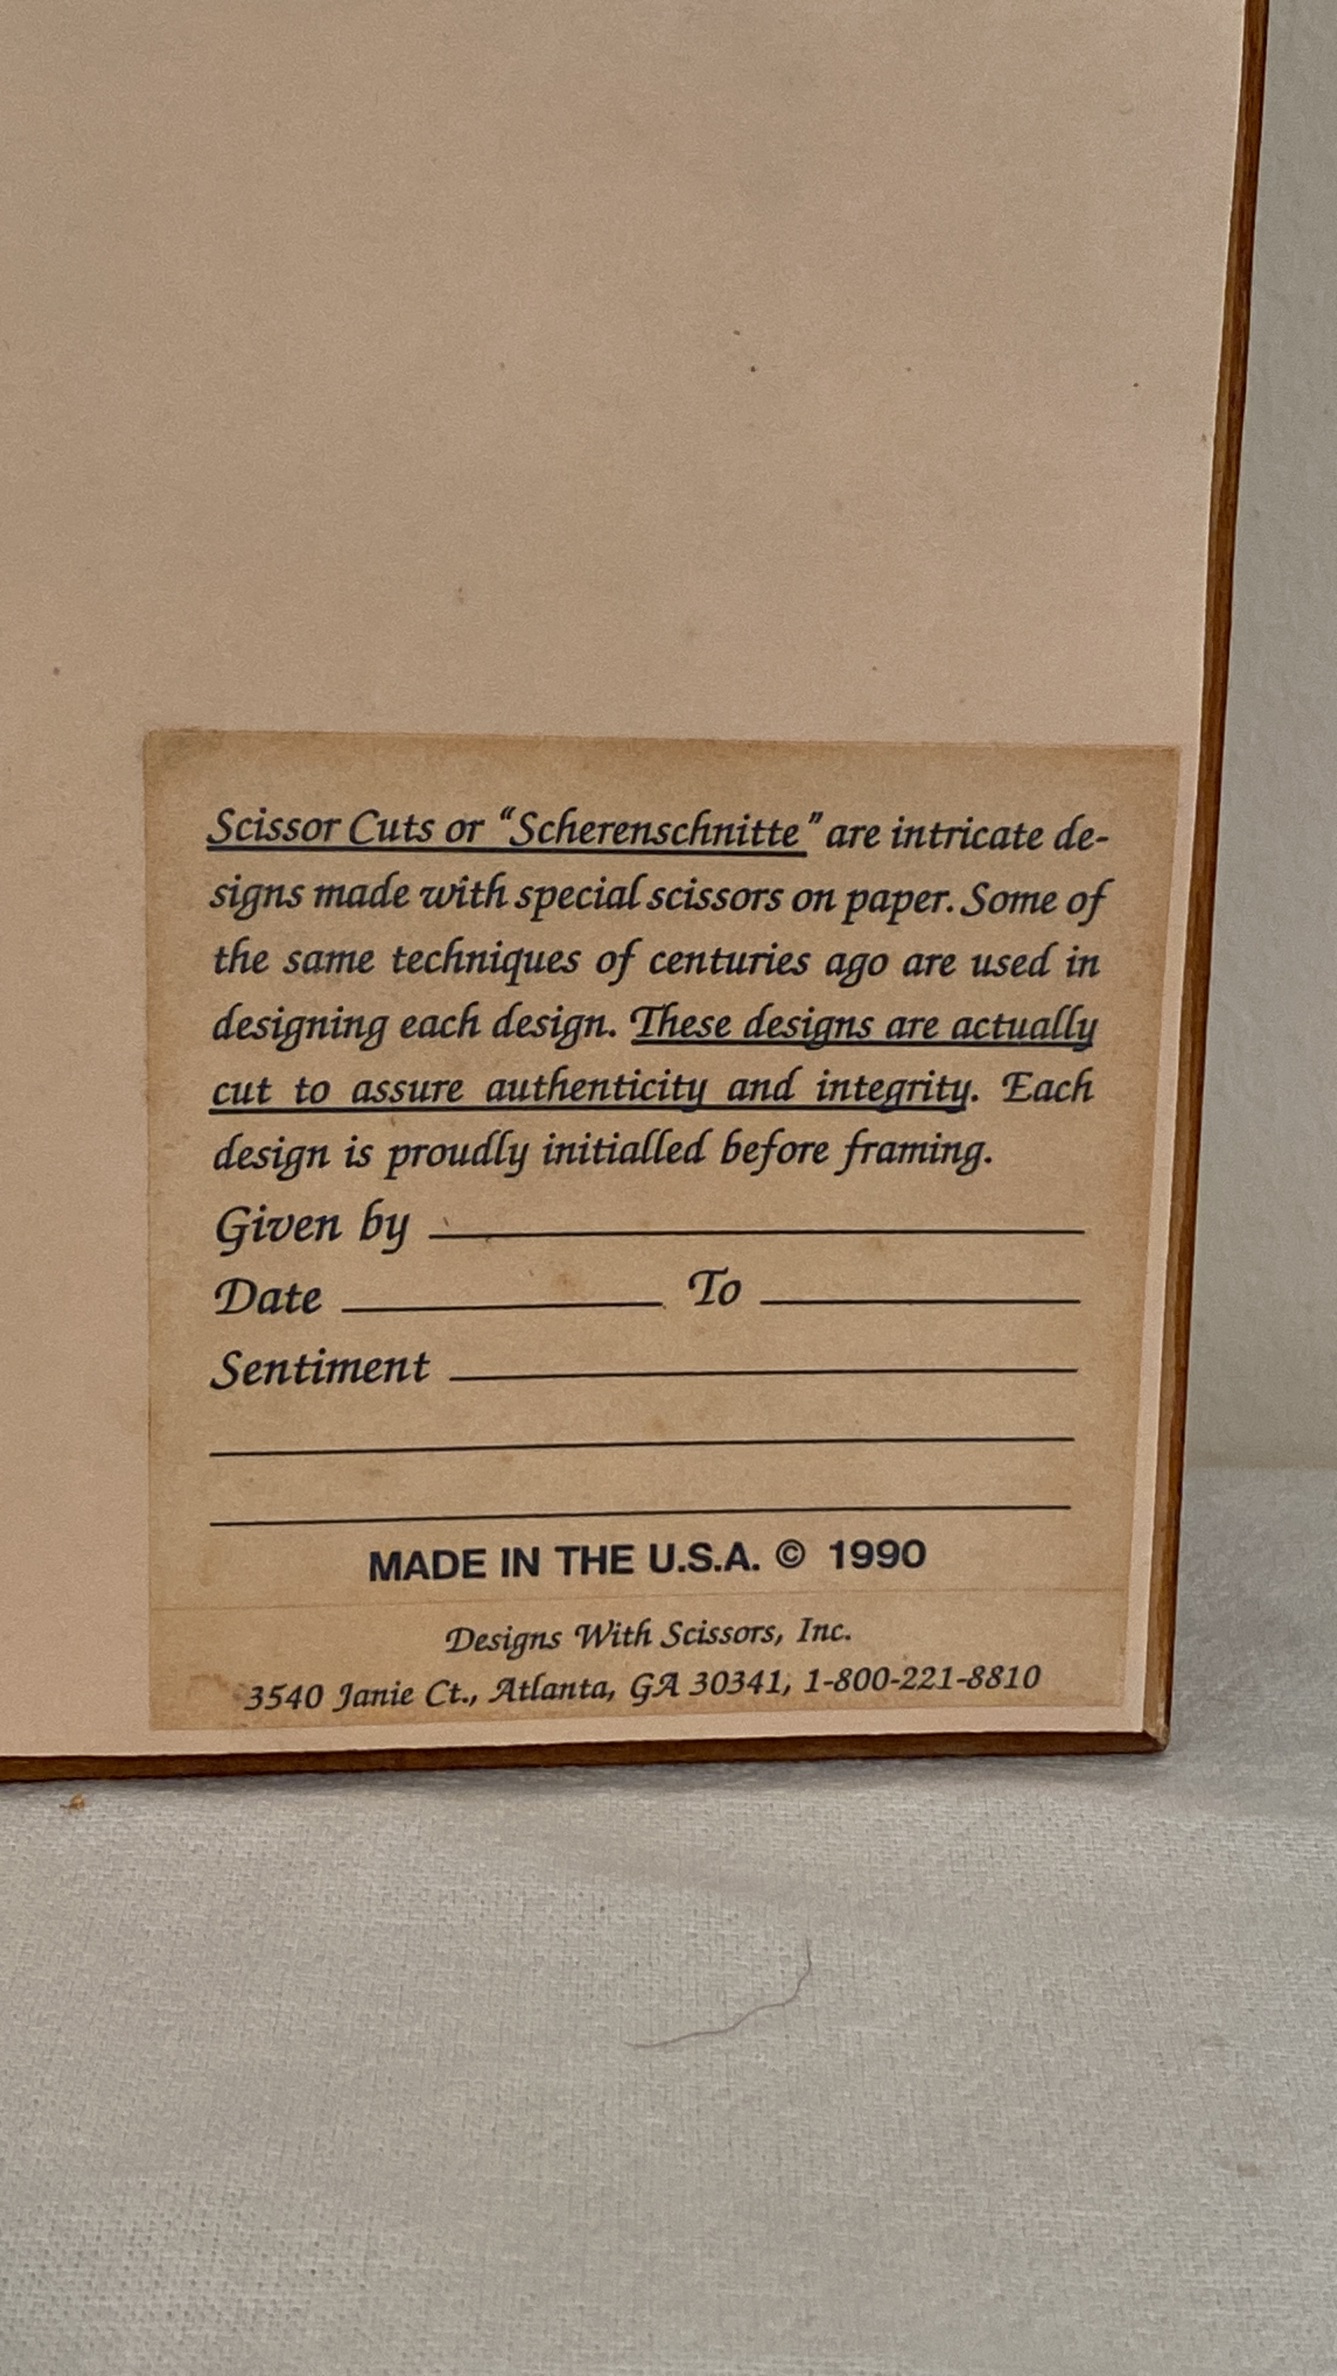 Scissor Cuts or “Scherenschnitte” are intricate de-
signs made with special scissors on paper. Some of
the same techniques of centuries ago are used in
designing each design. These designs are actually
cut to assure authenticity and integrity. Each
design is proudly initialled before framing.
Given by
Date To
Sentiment
MADE IN THE U.S.A. © 1990
Designs With Scissors, Inc.
3540 Janie Ct., Atlanta, GA 30341, 1-800-221-8810